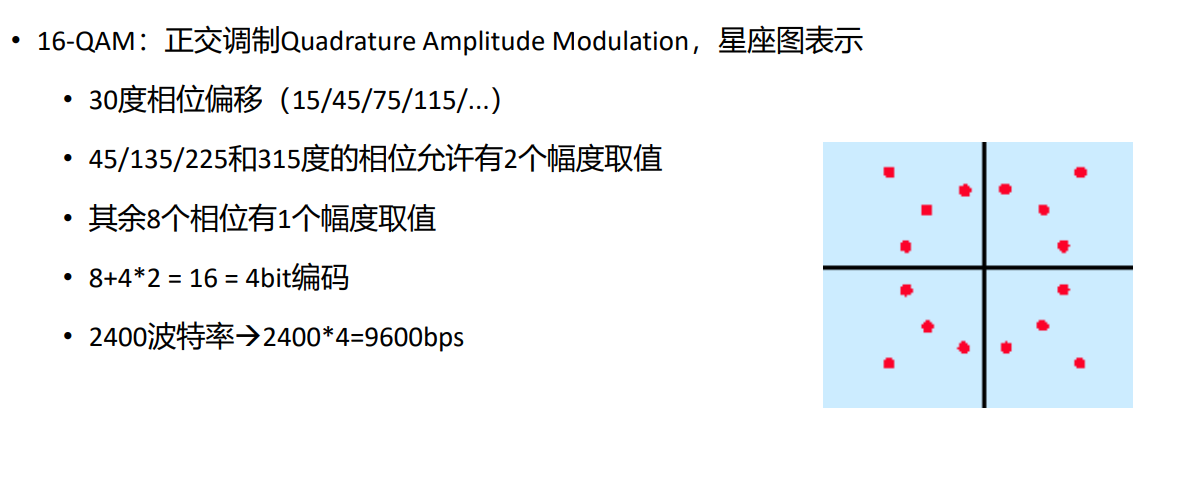 • 16-QAM：正交调制Quadrature Amplitude Modulation，星座图表示
• 30度相位偏移（15/45/75/115/...）
• 45/135/225和315度的相位允许有2个幅度取值
• 其余8个相位有1个幅度取值
• 8+4*2 = 16 = 4bit编码
• 2400波特率→2400*4=9600bps